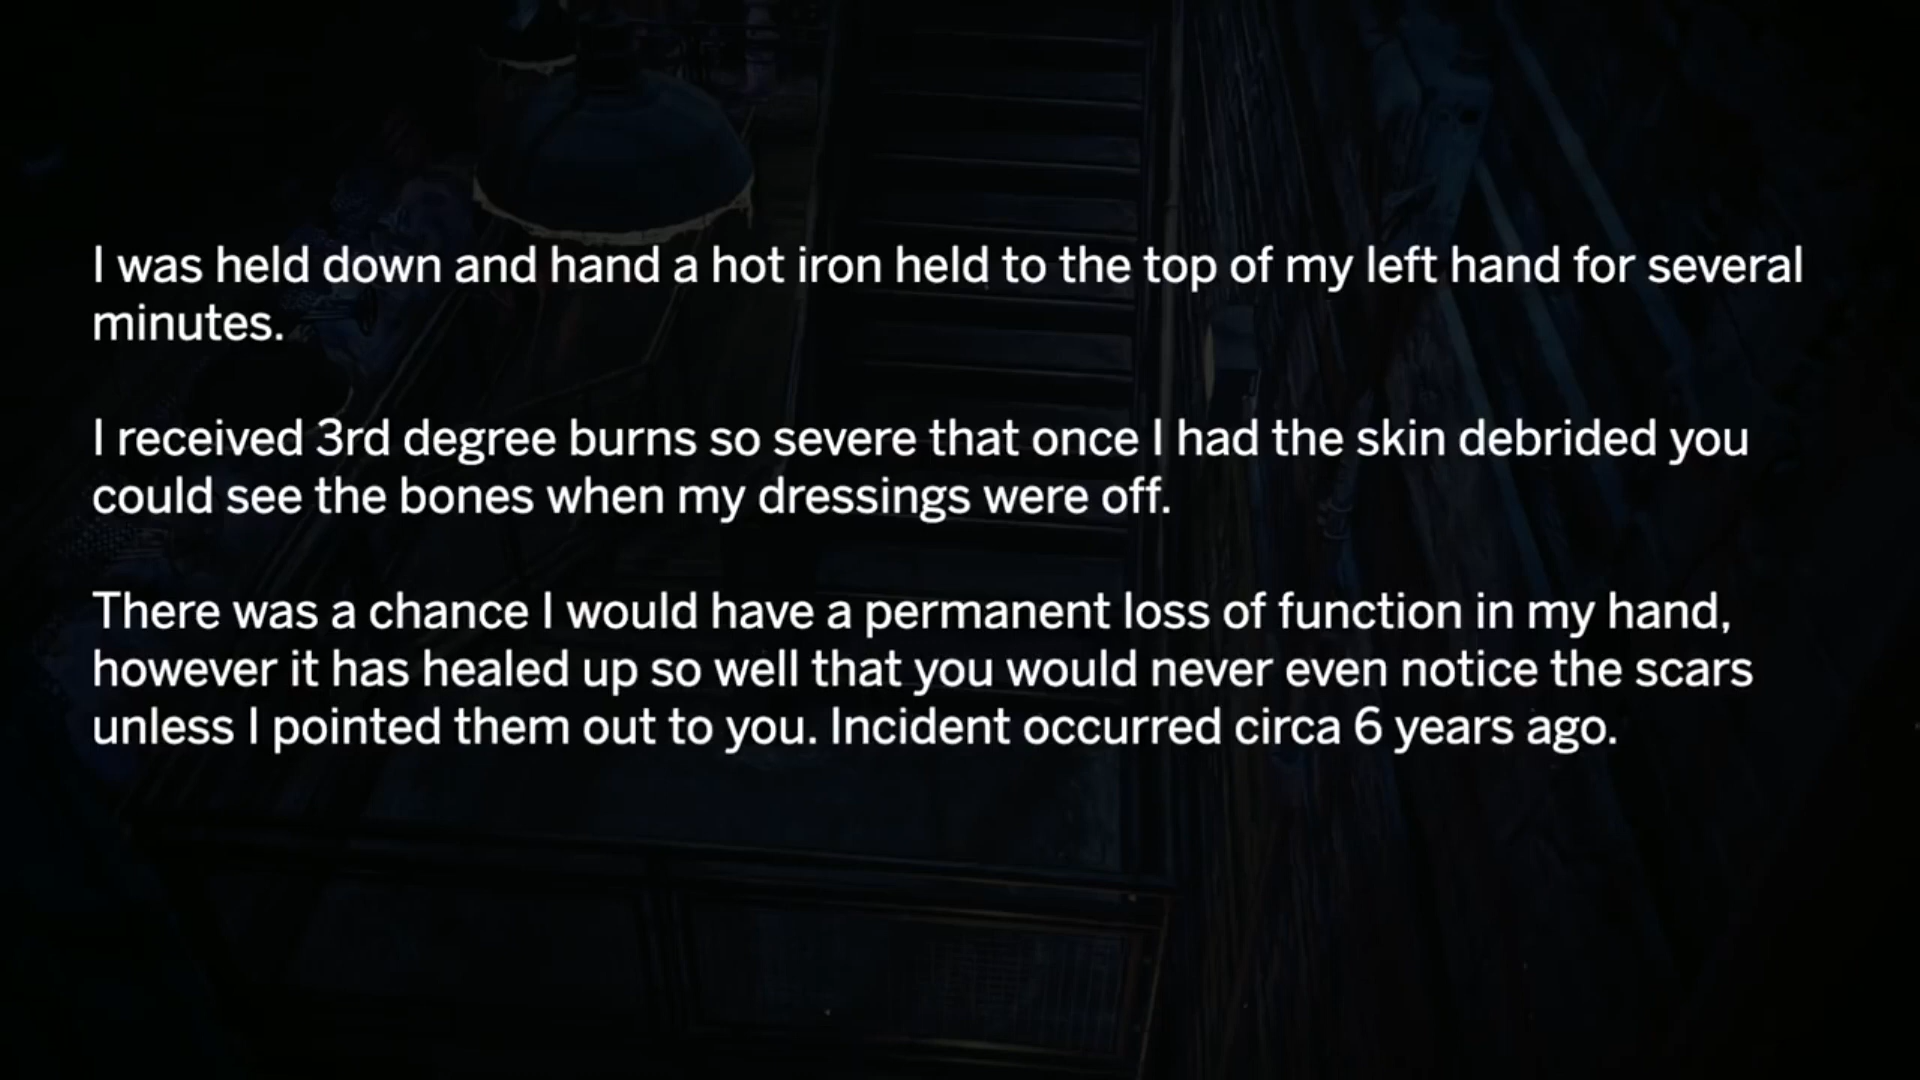 I was held down and hand a hot iron held to the top of my left hand for several
minutes.
I received 3rd degree burns so severe that once I had the skin debrided you
could see the bones when my dressings were off.
There was a chance I would have a permanent loss of function in my hand,
however it has healed up so well that you would never even notice the scars
unless I pointed them out to you. Incident occurred circa 6 years ago.